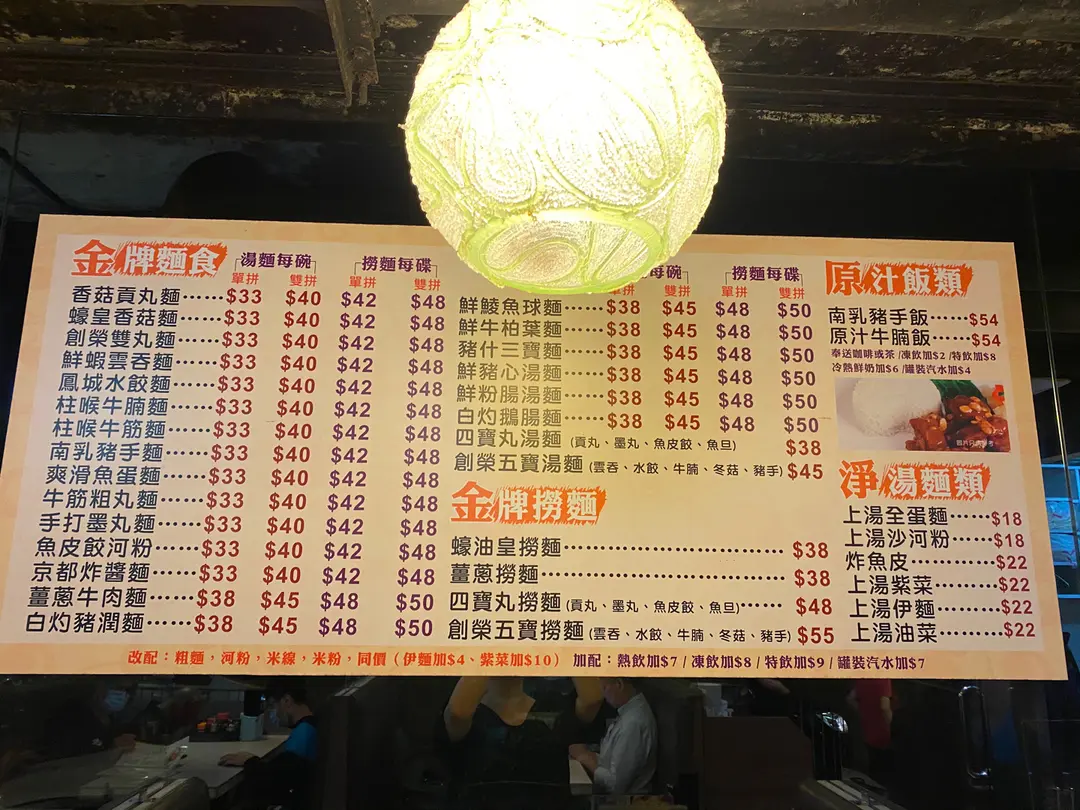 金牌麵食 湯麵每碗 撈麵每碟
單拼 雙拼 單拼 雙拼
香菇貢丸麵……$33 $40 $42 $48
蠔皇香菇麵……$33 $40 $42 $48
創榮雙丸麵……$33 $40 $42 $48
鮮蝦雲吞麵……$33 $40 $42 $48
鳳城水餃麵……$33 $40 $42 $48
柱喉牛腩麵……$33 $40 $42 $48
柱喉牛筋麵……$33 $40 $42 $48
南乳豬手麵……$33 $40 $42 $48
爽滑魚蛋麵……$33 $40 $42 $48
牛筋粗丸麵……$33 $40 $42 $48
手打墨丸麵……$33 $40 $42 $48
魚皮餃河粉……$33 $40 $42 $48
京都炸醬麵……$33 $40 $42 $48
薑蔥牛肉麵……$38 $45 $48 $50
白灼豬潤麵……$38 $45 $48 $50
每碗 撈麵每碟
雙拼 單拼 雙拼
鮮鯪魚球麵……$38 $45 $48 $50
鮮牛柏葉麵……$38 $45 $48 $50
豬什三寶麵……$38 $45 $48 $50
鮮豬心湯麵……$38 $45 $48 $50
鮮粉腸湯麵……$38 $45 $48 $50
白灼鵝腸麵……$38 $45 $48 $50
四寶丸湯麵 (貢丸、墨丸、魚皮餃、魚旦) $38
創榮五寶湯麵 (雲吞、水餃、牛腩、冬菇、豬手) $45
金牌撈麵
蠔油皇撈麵…………………… $38
薑蔥撈麵…………………… $38
四寶丸撈麵 (貢丸、墨丸、魚皮餃、魚旦)…… $48
創榮五寶撈麵 (雲吞、水餃、牛腩、冬菇、豬手) $55
原汁飯類
南乳豬手飯……$54
原汁牛腩飯……$54
奉送咖啡或茶/凍飲加$2/特飲加$8
冷熱鮮奶加$6/罐裝汽水加$4
圖片只供參考
淨湯麵類
上湯全蛋麵……$18
上湯沙河粉……$18
炸魚皮………$22
上湯紫菜………$22
上湯伊麵………$22
上湯油菜………$22
改配：粗麵，河粉，米線，米粉，同價（伊麵加$4、紫菜加$10） 加配：熱飲加$7/凍飲加$8/特飲加$9/罐裝汽水加$7